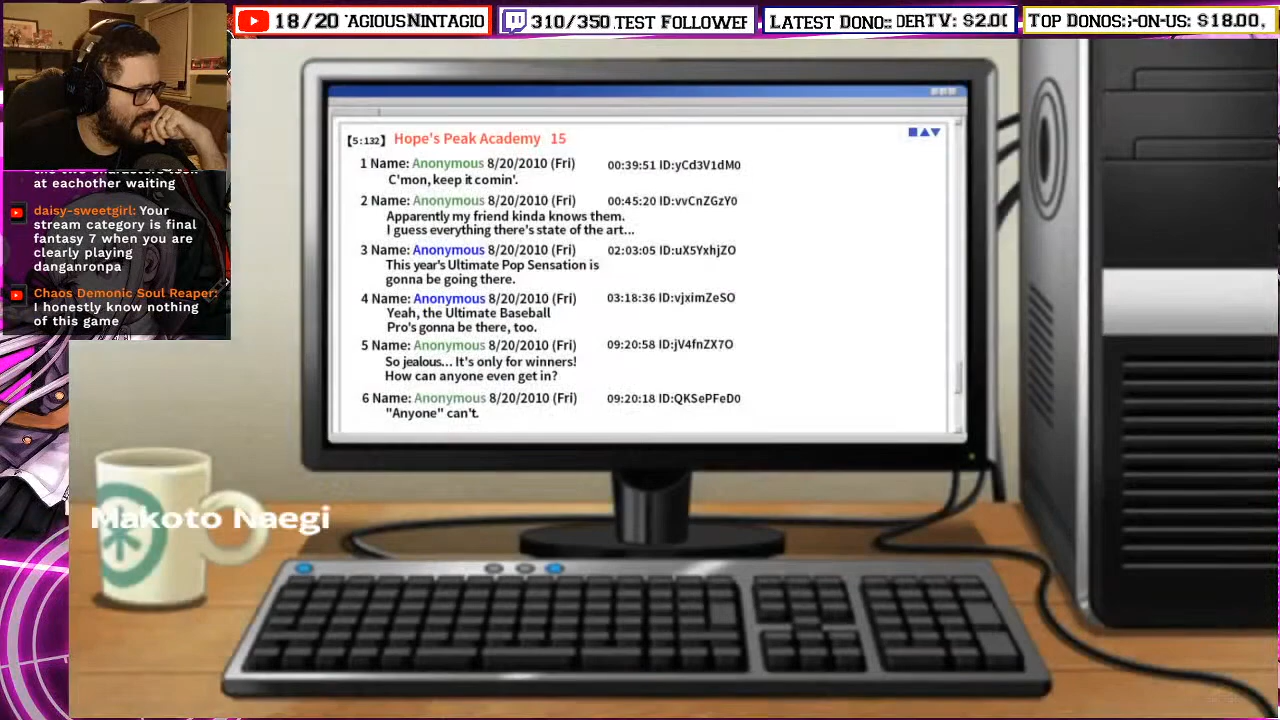 18/20 'AGIOUSNINTAGIO
310/350 .TEST FOLLOWER
LATEST DONO:: DERTV: $2.00
TOP DONOS: -ON-US: $18.00,
at eachother waiting
daisy-sweetgirl: Your
stream category is final
fantasy 7 when you are
clearly playing
danganronpa
Chaos Demonic Soul Reaper:
I honestly know nothing
of this game
【5:132】 Hope's Peak Academy 15
1 Name: Anonymous 8/20/2010 (Fri) 00:39:51 ID:yCd3V1dM0
C'mon, keep it comin'.
2 Name: Anonymous 8/20/2010 (Fri) 00:45:20 ID:vvCnZGzY0
Apparently my friend kinda knows them.
I guess everything there's state of the art...
3 Name: Anonymous 8/20/2010 (Fri) 02:03:05 ID:uX5YxhjZO
This year's Ultimate Pop Sensation is
gonna be going there.
4 Name: Anonymous 8/20/2010 (Fri) 03:18:36 ID:vjximZeSO
Yeah, the Ultimate Baseball
Pro's gonna be there, too.
5 Name: Anonymous 8/20/2010 (Fri) 09:20:58 ID:jV4fnZX7O
So jealous... It's only for winners!
How can anyone even get in?
6 Name: Anonymous 8/20/2010 (Fri) 09:20:18 ID:QKSePFeD0
"Anyone" can't.
Makoto Naegi